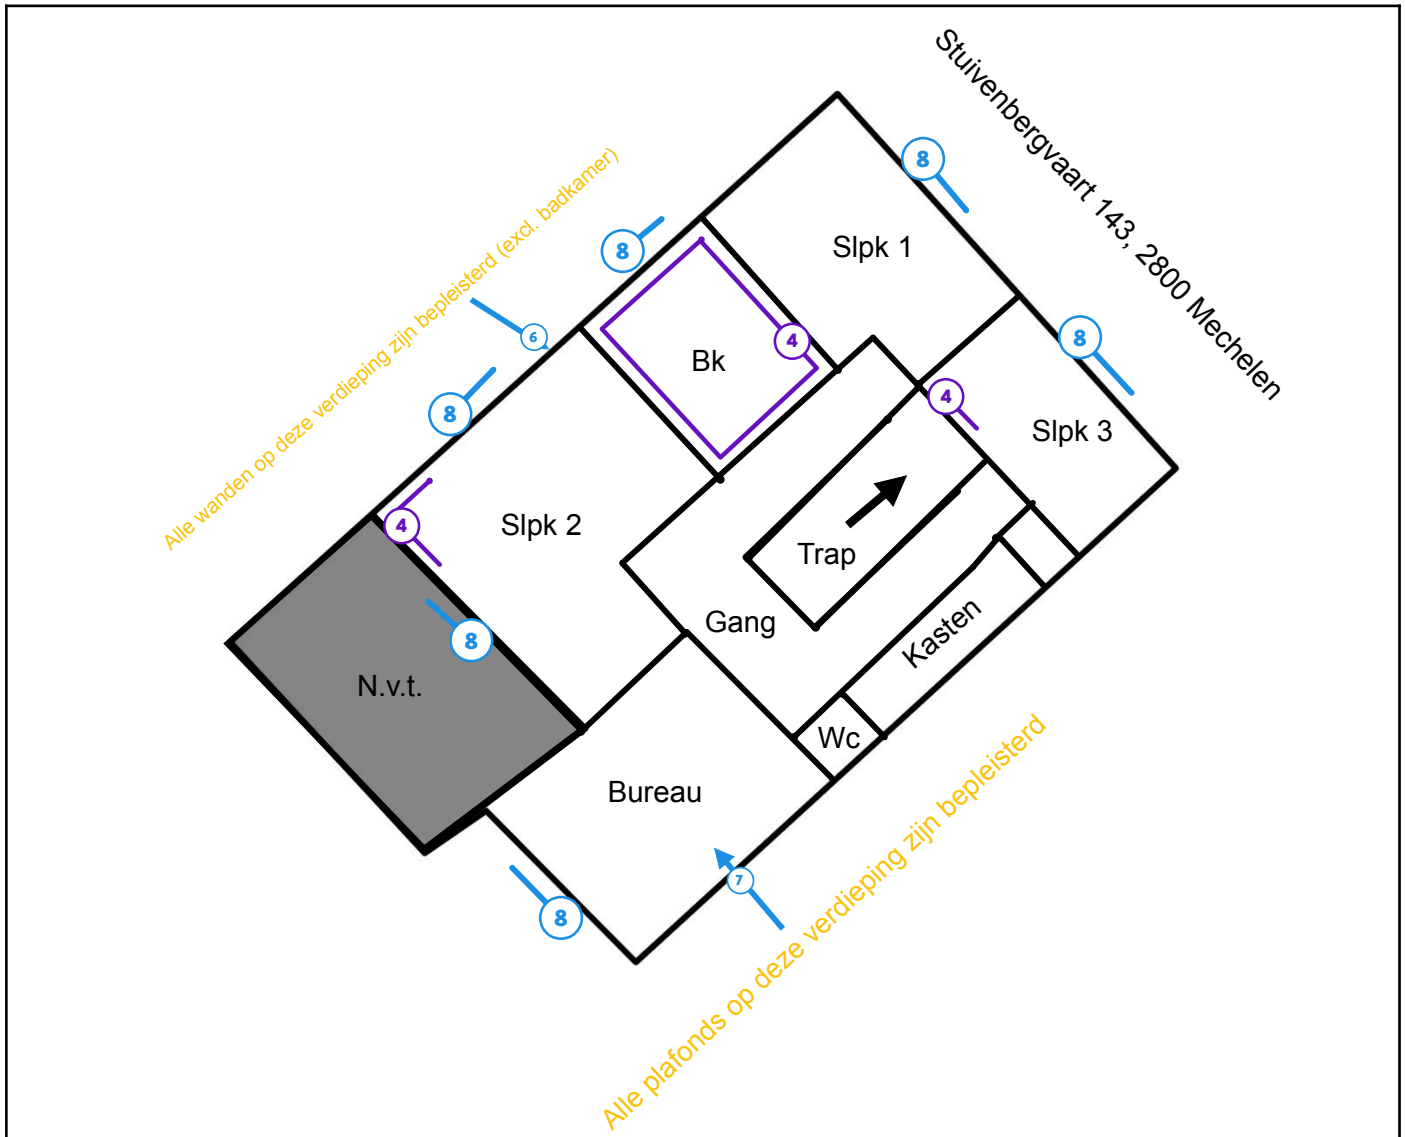 Stuivenbergvaart 143, 2800 Mechelen
8
Slpk 1
Alle wanden op deze verdieping zijn bepleisterd (excl. badkamer)
8
6
4
Bk
8
4
Slpk 3
8
4
Slpk 2
Trap
Gang
Kasten
8
N.v.t.
Wc
Bureau
7
8
Alle plafonds op deze verdieping zijn bepleisterd